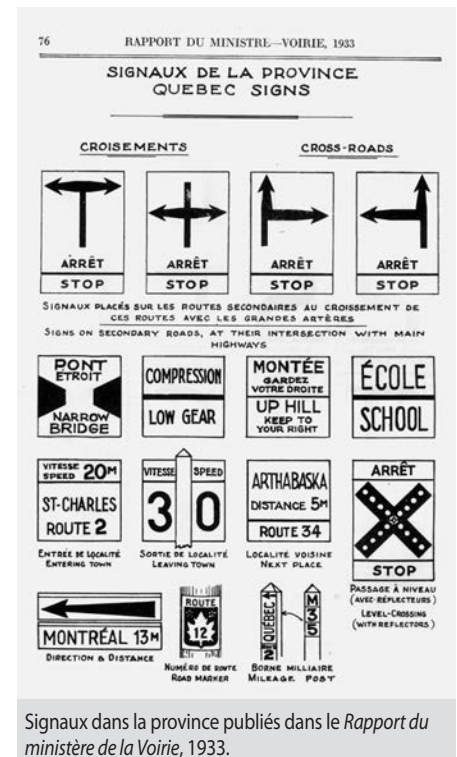 76 RAPPORT DU MINISTRE—VOIRIE, 1933
SIGNAUX DE LA PROVINCE
QUEBEC SIGNS
CROISEMENTS CROSS-ROADS
ARRÊT ARRÊT ARRÊT ARRÊT
STOP STOP STOP STOP
SIGNAUX PLACÉS SUR LES ROUTES SECONDAIRES AU CROISEMENT DE
CES ROUTES AVEC LES GRANDES ARTÈRES
SIGNS ON SECONDARY ROADS, AT THEIR INTERSECTION WITH MAIN
HIGHWAYS
PONT
ETROIT
NARROW
BRIDGE
COMPRESSION
LOW GEAR
MONTÉE
GARDEZ
VOTRE DROITE
UP HILL
KEEP TO
YOUR RIGHT
ÉCOLE
SCHOOL
VITESSE
SPEED 20M
ST-CHARLES
ROUTE 2
ENTRÉE DE LOCALITÉ
ENTERING TOWN
VITESSE SPEED
30
SORTIE DE LOCALITÉ
LEAVING TOWN
ARTHABASKA
DISTANCE 5M
ROUTE 34
LOCALITÉ VOISINE
NEXT PLACE
ARRÊT
STOP
PASSAGE À NIVEAU
(AVEC RÉFLECTEURS)
LEVEL-CROSSING
(WITH REFLECTORS)
MONTRÉAL 13M
DIRECTION & DISTANCE
ROUTE
12
NUMÉRO DE ROUTE
ROAD MARKER
QUÉBEC 4
2
M
35
BORNE MILLIAIRE
MILEAGE POST
Signaux dans la province publiés dans le Rapport du
ministère de la Voirie, 1933.